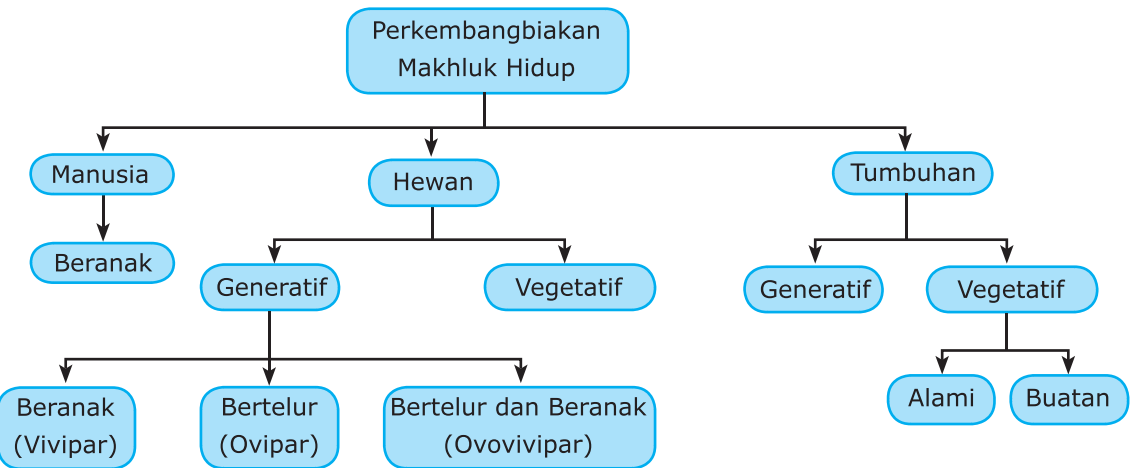 Perkembangbiakan
Makhluk Hidup
Manusia
Hewan
Tumbuhan
Beranak
Generatif
Vegetatif
Generatif
Vegetatif
Beranak
(Vivipar)
Bertelur
(Ovipar)
Bertelur dan Beranak
(Ovovivipar)
Alami
Buatan